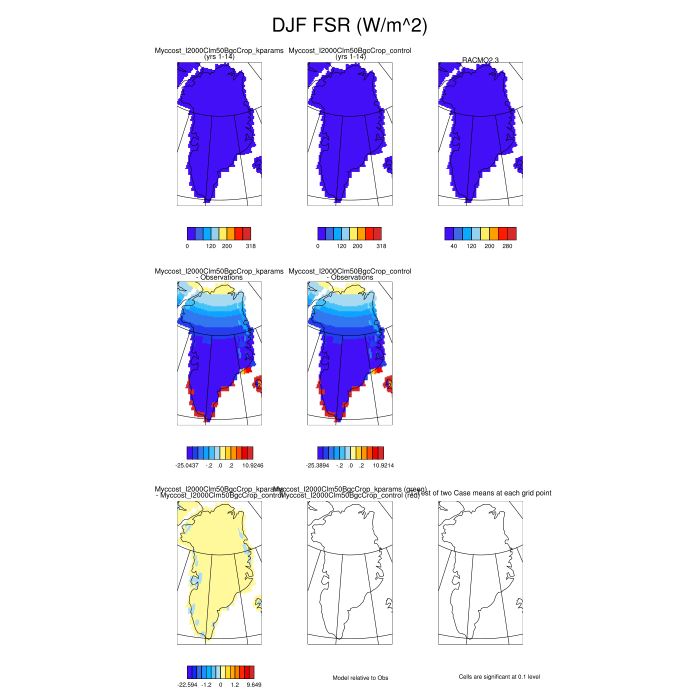 DJF FSR (W/m^2)
Myccost_I2000Clm50BgcCrop_kparams
(yrs 1-14)
Myccost_I2000Clm50BgcCrop_control
(yrs 1-14)
RACMO2.3
0 120 200 318
0 120 200 318
40 120 200 280
Myccost_I2000Clm50BgcCrop_kparams
- Observations
Myccost_I2000Clm50BgcCrop_control
- Observations
-25.0437 -.2 .0 .2 10.9246
-25.3894 -.2 .0 .2 10.9214
Myccost_I2000Clm50BgcCrop_kparams
- Myccost_I2000Clm50BgcCrop_control
Myccost_I2000Clm50BgcCrop_kparams (green)
Myccost_I2000Clm50BgcCrop_control (red)
of two Case means at each grid point
-22.594 -1.2 0 1.2 9.649
Model relative to Obs
Cells are significant at 0.1 level